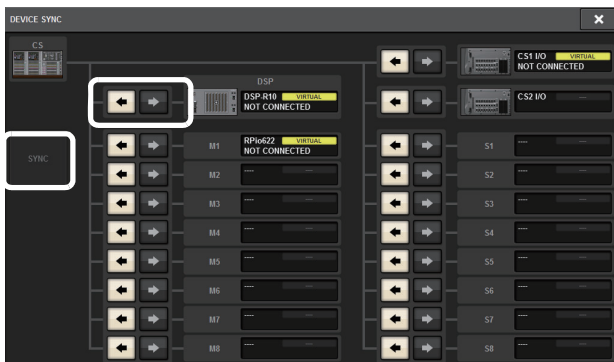 DEVICE SYNC
CS
CS1 I/O VIRTUAL
NOT CONNECTED
DSP
DSP-R10 VIRTUAL
NOT CONNECTED
CS2 I/O ----
SYNC
M1 RPio622 VIRTUAL
NOT CONNECTED
S1 ---- ----
M2 ---- ----
S2 ---- ----
M3 ---- ----
S3 ---- ----
M4 ---- ----
S4 ---- ----
M5 ---- ----
S5 ---- ----
M6 ---- ----
S6 ---- ----
M7 ---- ----
S7 ---- ----
M8 ---- ----
S8 ---- ----